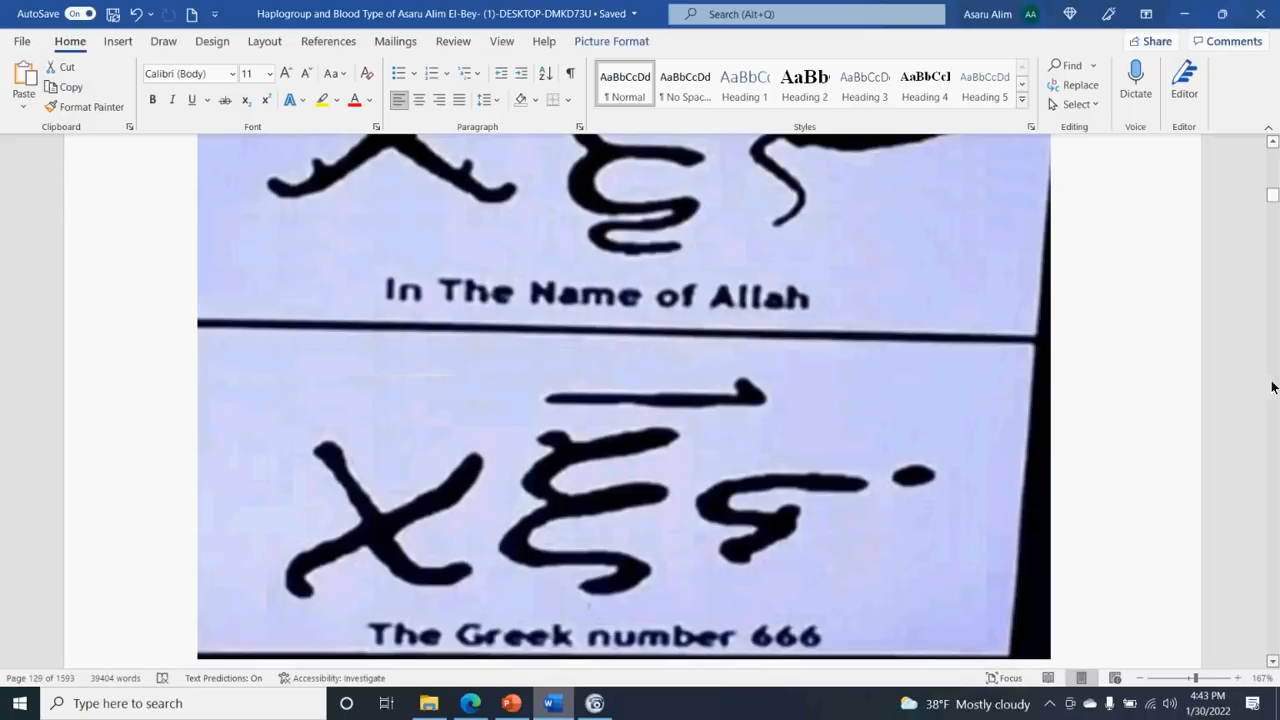 AutoSave On Haplogroup and Blood Type of Asaru Alim El-Bey- (1)-DESKTOP-DMKD73U • Saved Search (Alt+Q) Asaru Alim AA
File Home Insert Draw Design Layout References Mailings Review View Help Picture Format Share Comments
Paste Cut Copy Format Painter
Calibri (Body) 11
AaBbCcDd AaBbCcDd AaBbCc AaBb AaBbCcDd AaBbCcI AaBbCcDd
¶ Normal ¶ No Spac... Heading 1 Heading 2 Heading 3 Heading 4 Heading 5
Find Replace Select Dictate Editor
Clipboard Font Paragraph Styles Editing Voice Editor
In The Name of Allah
χξϛ
The Greek number 666
Page 129 of 1593 39404 words Text Predictions: On Accessibility: Investigate Focus 167%
Type here to search 38°F Mostly cloudy 4:43 PM
1/30/2022